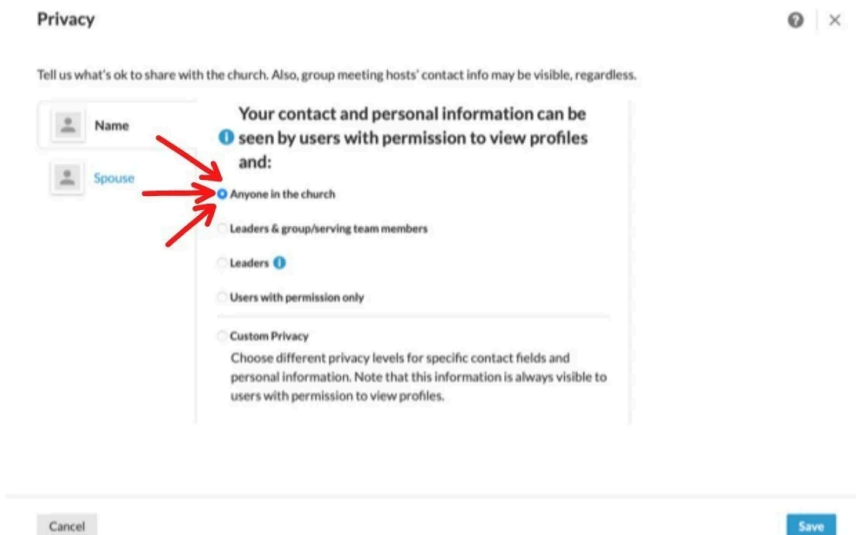 Privacy
Tell us what's ok to share with the church. Also, group meeting hosts' contact info may be visible, regardless.
Name
Spouse
Your contact and personal information can be
seen by users with permission to view profiles
and:
Anyone in the church
Leaders & group/serving team members
Leaders
Users with permission only
Custom Privacy
Choose different privacy levels for specific contact fields and
personal information. Note that this information is always visible to
users with permission to view profiles.
Cancel
Save